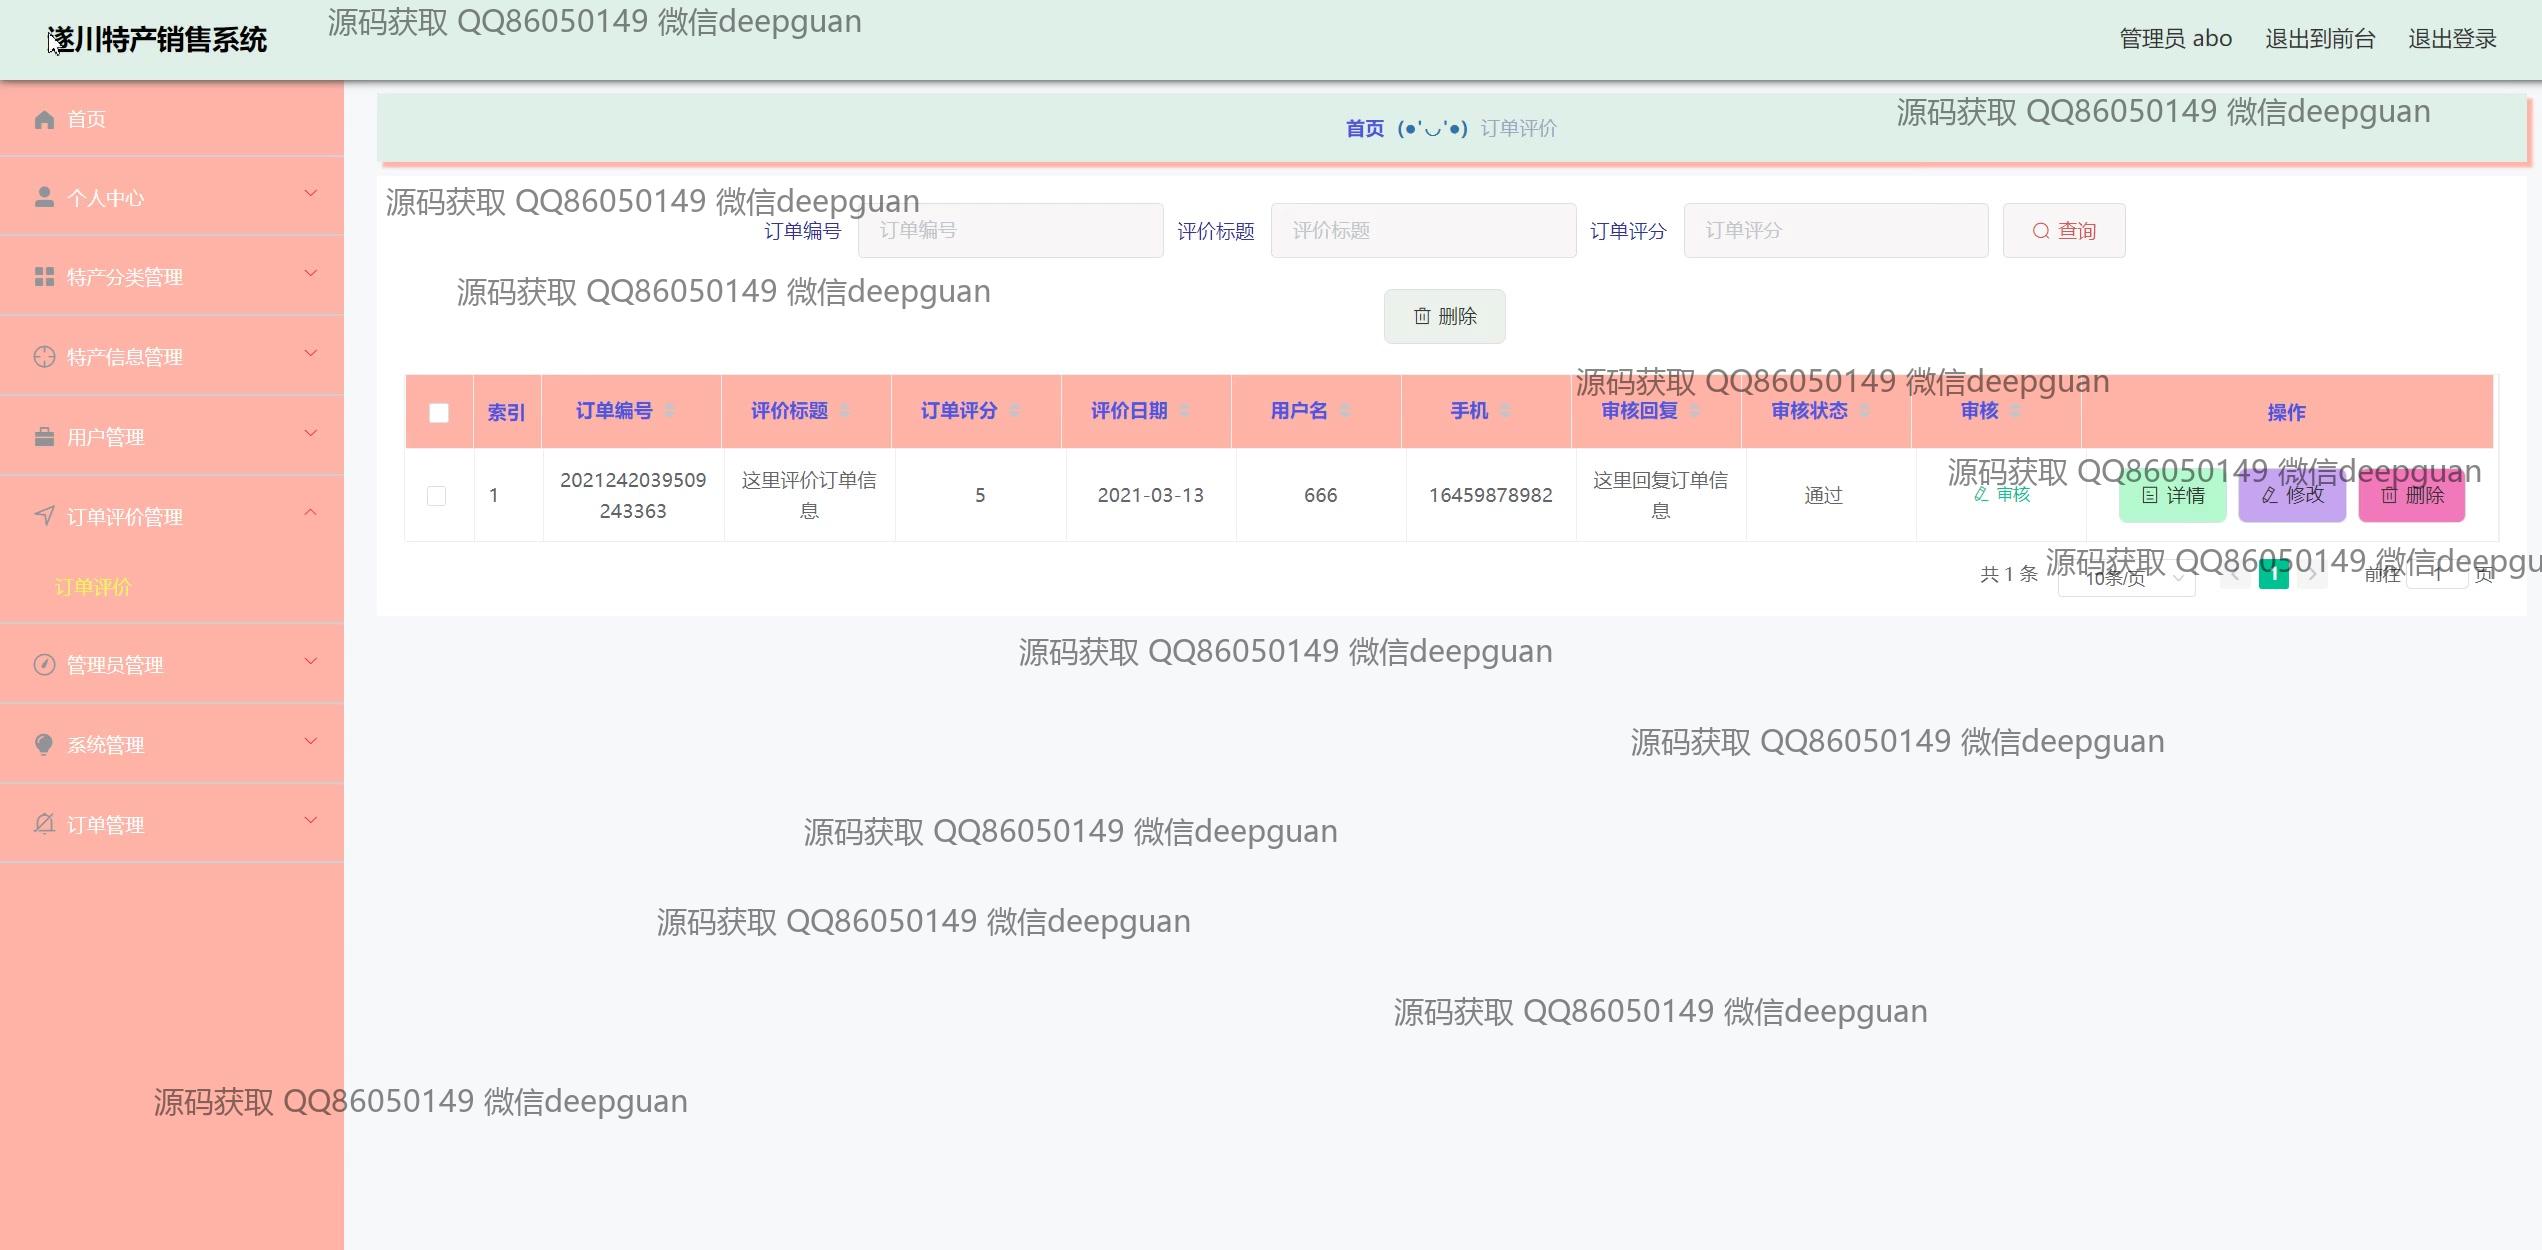 遂川特产销售系统
源码获取 QQ86050149 微信deepguan
管理员 abo 退出到前台 退出登录
首页
个人中心
特产分类管理
特产信息管理
用户管理
订单评价管理
订单评价
管理员管理
系统管理
订单管理
首页 (●'◡'●) 订单评价
源码获取 QQ86050149 微信deepguan
源码获取 QQ86050149 微信deepguan
订单编号 订单编号 评价标题 评价标题 订单评分 订单评分 查询
源码获取 QQ86050149 微信deepguan
删除
源码获取 QQ86050149 微信deepguan
索引 订单编号 评价标题 订单评分 评价日期 用户名 手机 审核回复 审核状态 审核 操作
源码获取 QQ86050149 微信deepguan
1 2021242039509 这里评价订单信 5 2021-03-13 666 16459878982 这里回复订单信 通过 审核 详情 修改 删除
243363 息 息
源码获取 QQ86050149 微信deepgu
共 1 条 10条/页 1 前往 1 页
源码获取 QQ86050149 微信deepguan
源码获取 QQ86050149 微信deepguan
源码获取 QQ86050149 微信deepguan
源码获取 QQ86050149 微信deepguan
源码获取 QQ86050149 微信deepguan
源码获取 QQ86050149 微信deepguan